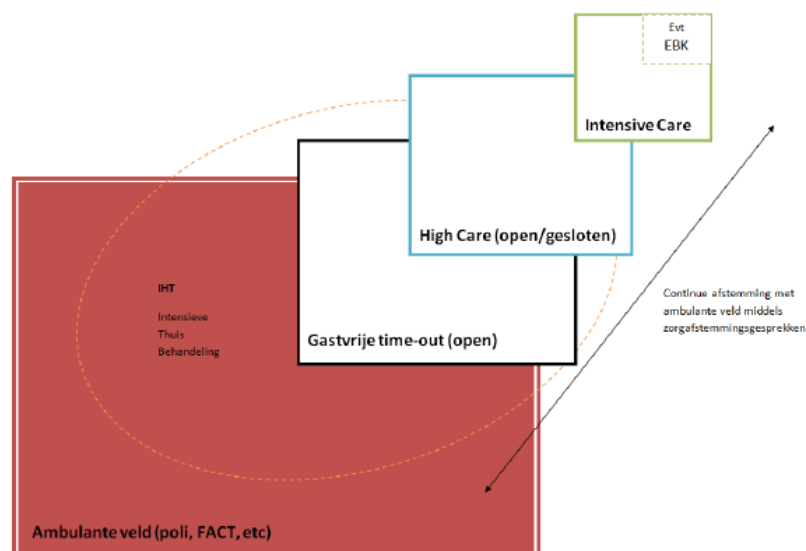 Evt
EBK
Intensive Care
High Care (open/gesloten)
IHT
Intensieve
Thuis
Behandeling
Continue afstemming met
ambulante veld middels
zorgafstemmingsgesprekken
Gastvrije time-out (open)
Ambulante veld (poli, FACT, etc)